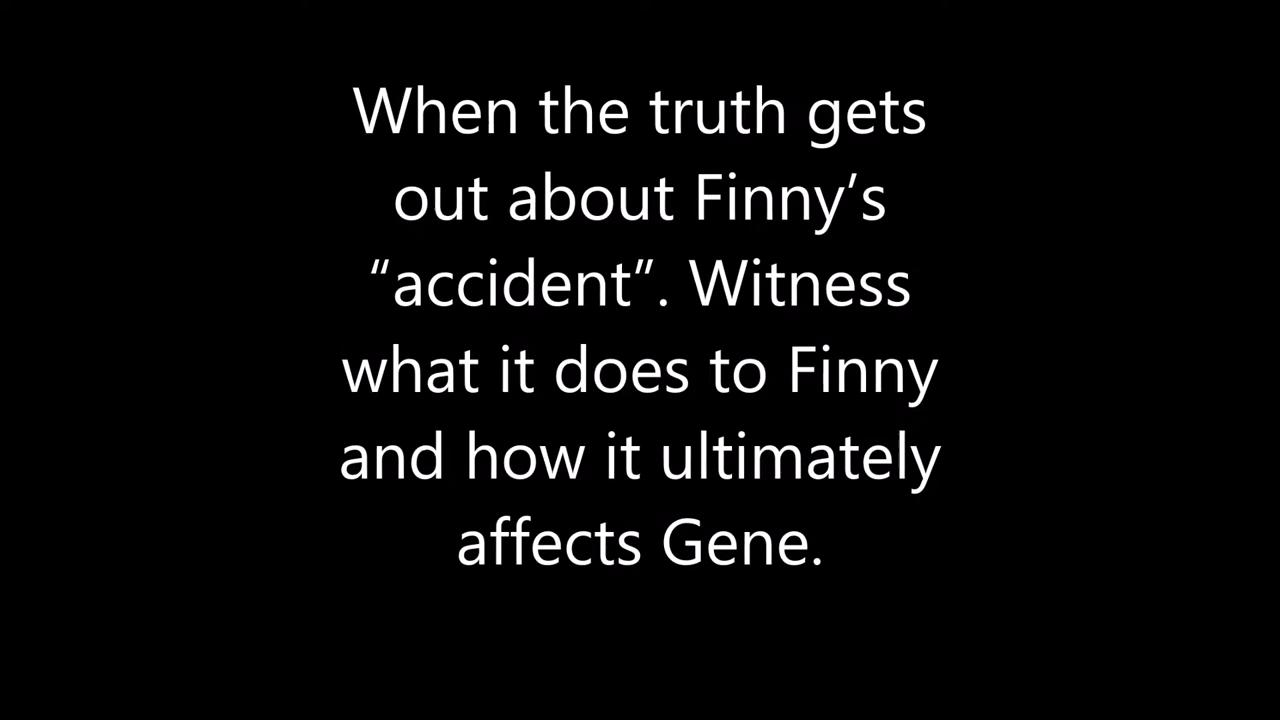 When the truth gets
out about Finny’s
“accident”. Witness
what it does to Finny
and how it ultimately
affects Gene.